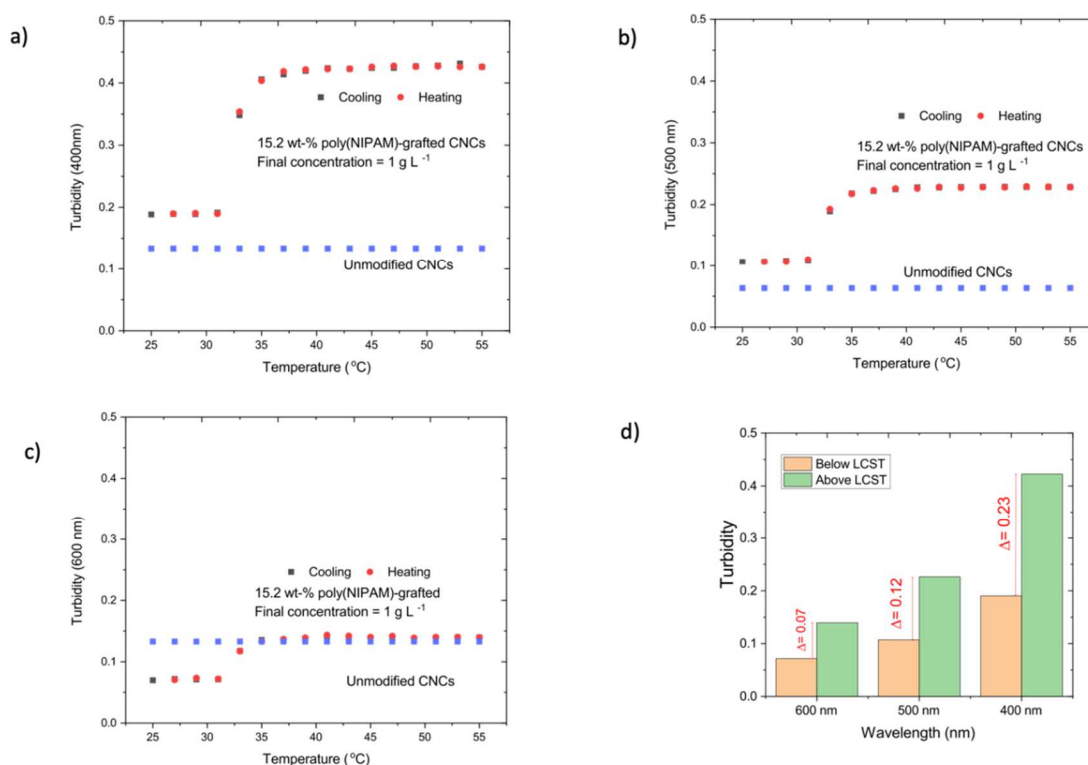 a)
0.5
0.4
0.3
0.2
0.1
0.0
Turbidity (400nm)
Cooling Heating
15.2 wt-% poly(NIPAM)-grafted CNCs
Final concentration = 1 g L -1
Unmodified CNCs
25 30 35 40 45 50 55
Temperature (oC)
b)
0.5
0.4
0.3
0.2
0.1
0.0
Turbidity (500 nm)
Cooling Heating
15.2 wt-% poly(NIPAM)-grafted CNCs
Final concentration = 1 g L -1
Unmodified CNCs
25 30 35 40 45 50 55
Temperature (oC)
c)
0.5
0.4
0.3
0.2
0.1
0.0
Turbidity (600 nm)
Cooling Heating
15.2 wt-% poly(NIPAM)-grafted
Final concentration = 1 g L -1
Unmodified CNCs
25 30 35 40 45 50 55
Temperature (oC)
d)
0.5
0.4
0.3
0.2
0.1
0.0
Turbidity
Below LCST
Above LCST
Δ= 0.07
Δ= 0.12
Δ= 0.23
600 nm 500 nm 400 nm
Wavelength (nm)